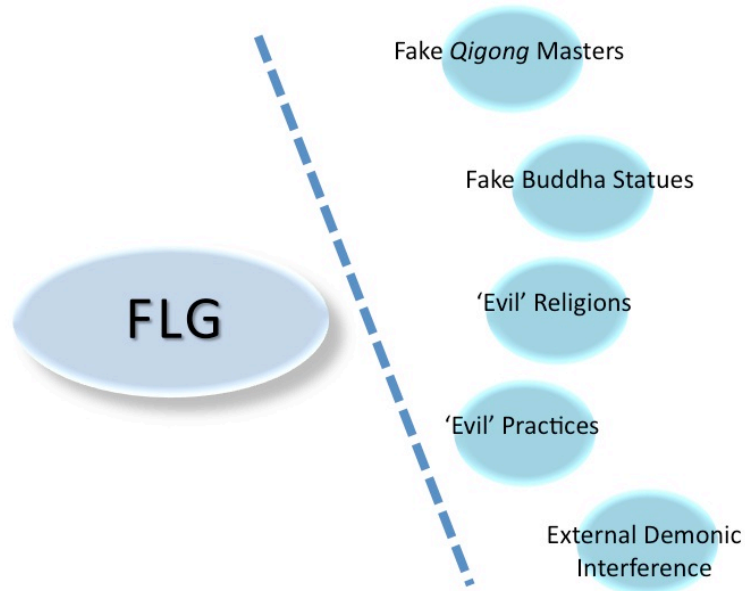 Fake Qigong Masters
Fake Buddha Statues
FLG
‘Evil’ Religions
‘Evil’ Practices
External Demonic
Interference